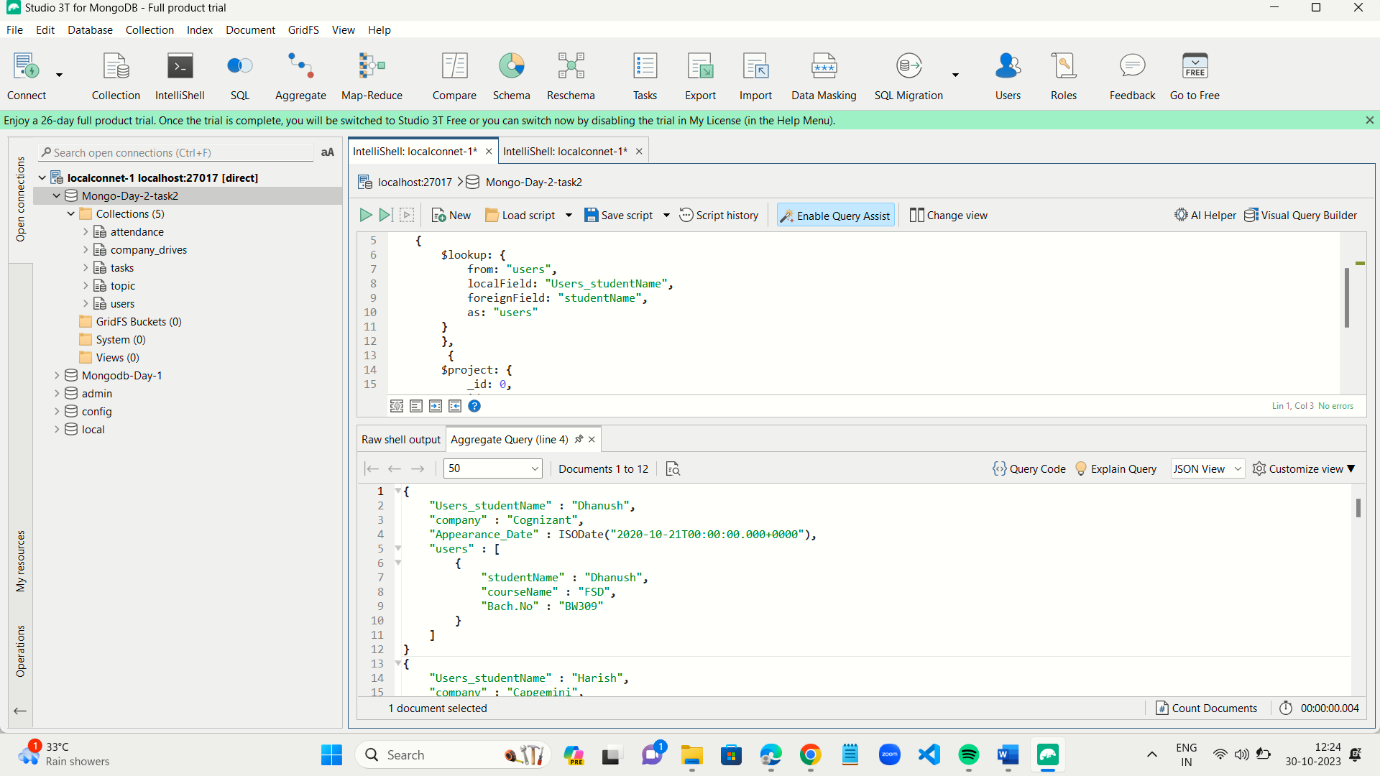 Studio 3T for MongoDB - Full product trial
File Edit Database Collection Index Document GridFS View Help
Connect Collection IntelliShell SQL Aggregate Map-Reduce Compare Schema Reschema Tasks Export Import Data Masking SQL Migration Users Roles Feedback FREE Go to Free
Enjoy a 26-day full product trial. Once the trial is complete, you will be switched to Studio 3T Free or you can switch now by disabling the trial in My License (in the Help Menu).
Open connections
My resources
Operations
Search open connections (Ctrl+F) aA
localconnet-1 localhost:27017 [direct]
Mongo-Day-2-task2
Collections (5)
attendance
company_drives
tasks
topic
users
GridFS Buckets (0)
System (0)
Views (0)
Mongodb-Day-1
admin
config
local
IntelliShell: localconnet-1* IntelliShell: localconnet-1*
localhost:27017 Mongo-Day-2-task2
New Load script Save script Script history Enable Query Assist Change view AI Helper Visual Query Builder
5 {
6 $lookup: {
7 from: "users",
8 localField: "Users_studentName",
9 foreignField: "studentName",
10 as: "users"
11 }
12 },
13 {
14 $project: {
15 _id: 0,
Lin 1, Col 3 No errors
Raw shell output Aggregate Query (line 4)
50 Documents 1 to 12 Query Code Explain Query JSON View Customize view
1 {
2 "Users_studentName" : "Dhanush",
3 "company" : "Cognizant",
4 "Appearance_Date" : ISODate("2020-10-21T00:00:00.000+0000"),
5 "users" : [
6 {
7 "studentName" : "Dhanush",
8 "courseName" : "FSD",
9 "Bach.No" : "BW309"
10 }
11 ]
12 }
13 {
14 "Users_studentName" : "Harish",
15 "company" : "Capgemini",
1 document selected Count Documents 00:00:00.004
1 33°C
Rain showers
Search
PRE
1
zoom
ENG
IN
12:24
30-10-2023